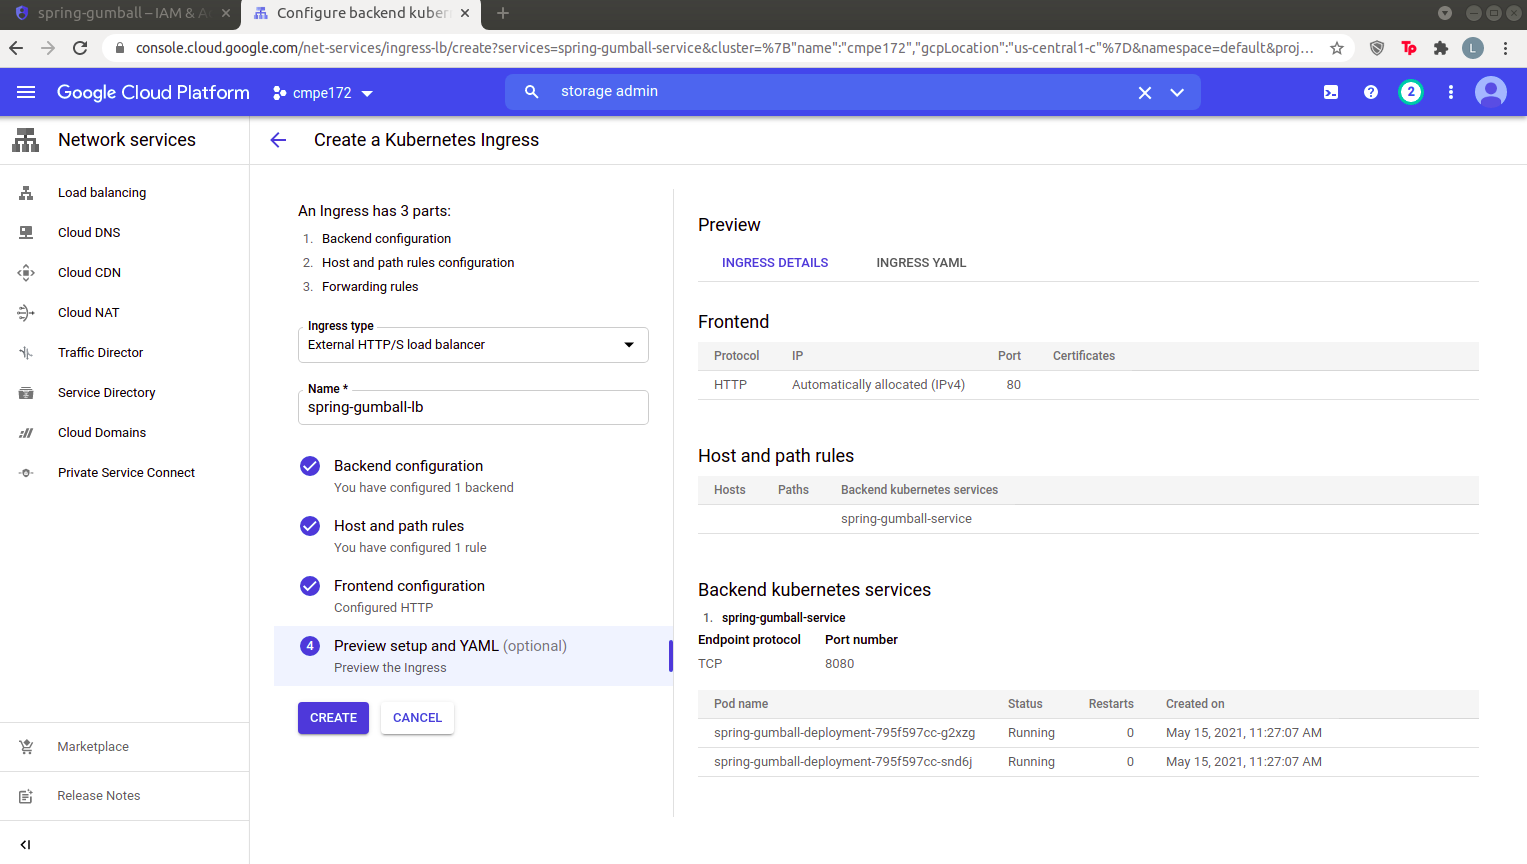 spring-gumball – IAM & A
Configure backend kuber
console.cloud.google.com/net-services/ingress-lb/create?services=spring-gumball-service&cluster=%7B"name":"cmpe172","gcpLocation":"us-central1-c"%7D&namespace=default&proj...
Tp
L
Google Cloud Platform
cmpe172
storage admin
2
Network services
Create a Kubernetes Ingress
Load balancing
Cloud DNS
Cloud CDN
Cloud NAT
Traffic Director
Service Directory
Cloud Domains
Private Service Connect
Marketplace
Release Notes
An Ingress has 3 parts:
1. Backend configuration
2. Host and path rules configuration
3. Forwarding rules
Ingress type
External HTTP/S load balancer
Name *
spring-gumball-lb
Backend configuration
You have configured 1 backend
Host and path rules
You have configured 1 rule
Frontend configuration
Configured HTTP
4 Preview setup and YAML (optional)
Preview the Ingress
CREATE CANCEL
Preview
INGRESS DETAILS INGRESS YAML
Frontend
Protocol IP Port Certificates
HTTP Automatically allocated (IPv4) 80
Host and path rules
Hosts Paths Backend kubernetes services
spring-gumball-service
Backend kubernetes services
1. spring-gumball-service
Endpoint protocol Port number
TCP 8080
Pod name Status Restarts Created on
spring-gumball-deployment-795f597cc-g2xzg Running 0 May 15, 2021, 11:27:07 AM
spring-gumball-deployment-795f597cc-snd6j Running 0 May 15, 2021, 11:27:07 AM